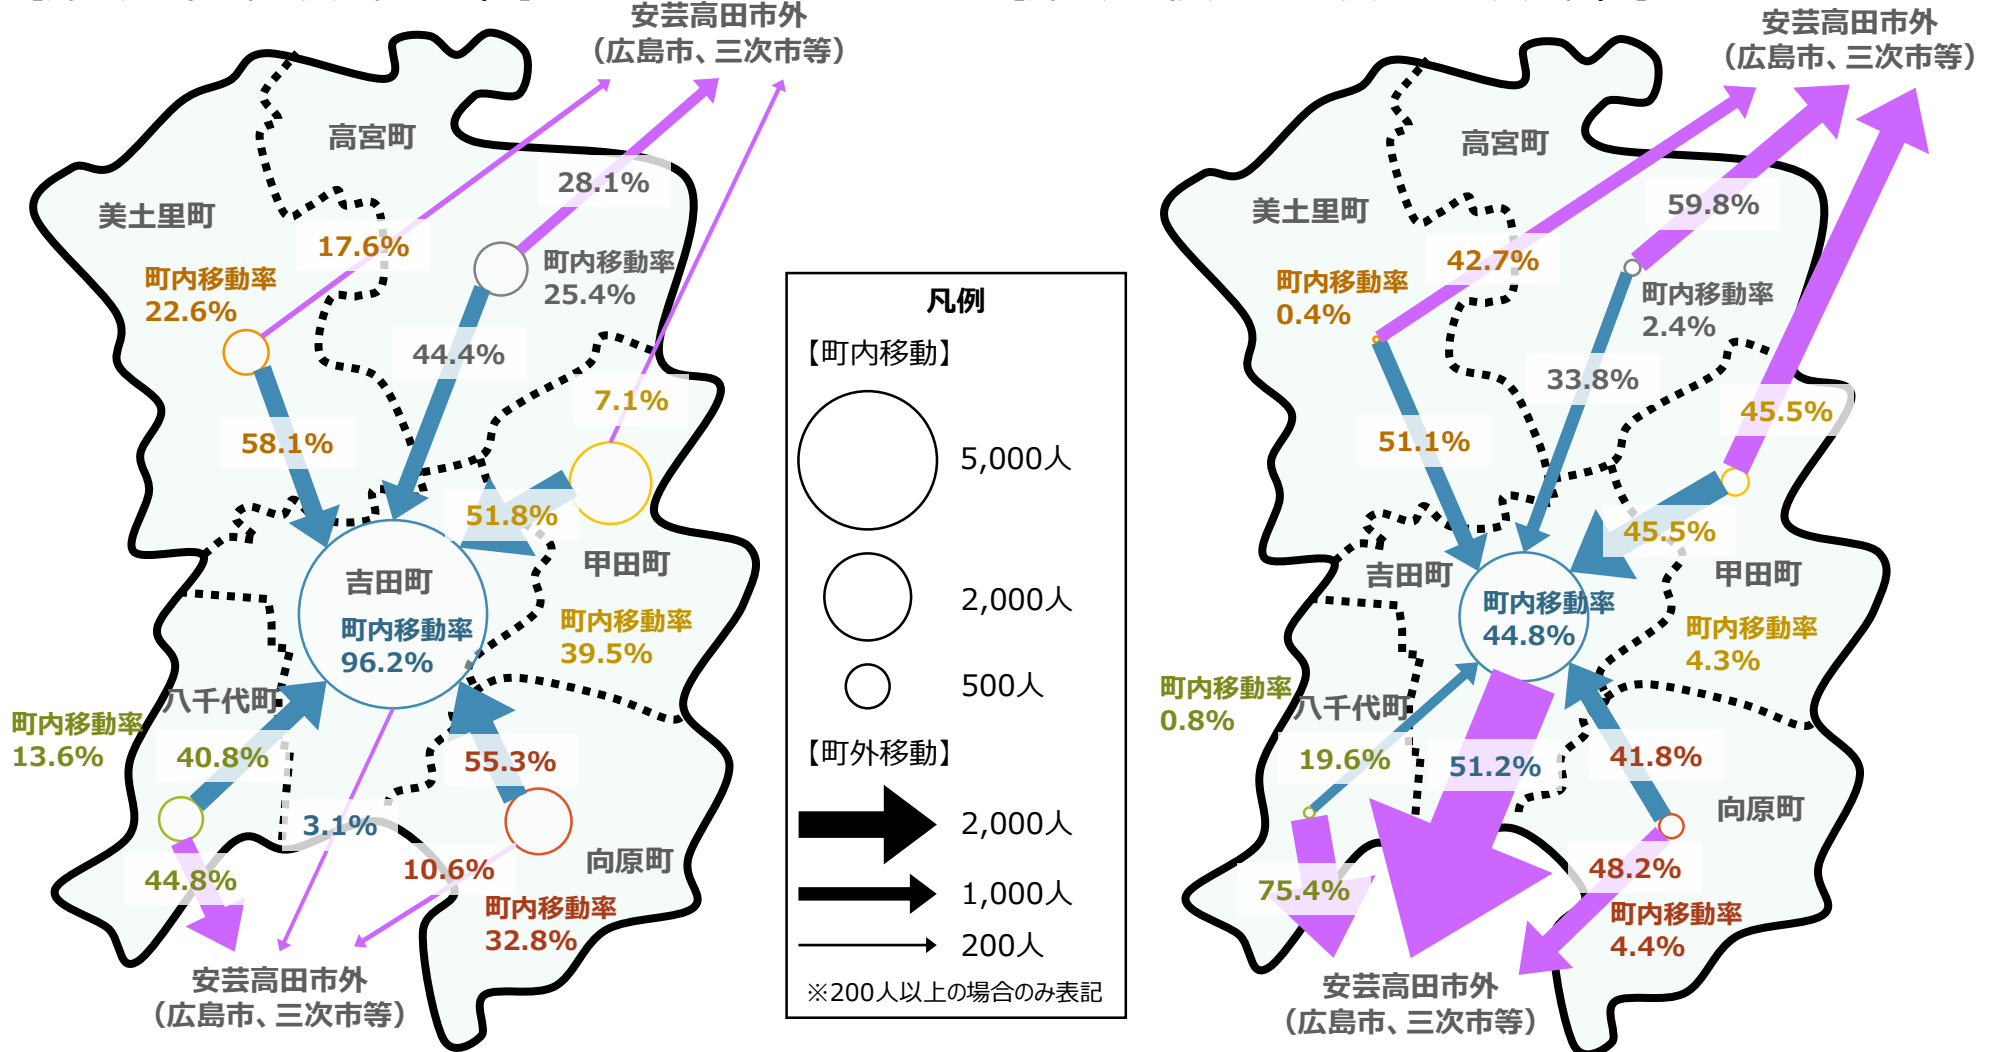 安芸高田市外
（広島市、三次市等）
高宮町
28.1%
美土里町
17.6%
町内移動率
25.4%
町内移動率
22.6%
44.4%
7.1%
58.1%
51.8%
甲田町
吉田町
町内移動率
96.2%
町内移動率
39.5%
八千代町
町内移動率
13.6%
40.8%
55.3%
3.1%
10.6%
向原町
44.8%
町内移動率
32.8%
安芸高田市外
（広島市、三次市等）
凡例
【町内移動】
5,000人
2,000人
500人
【町外移動】
2,000人
1,000人
200人
※200人以上の場合のみ表記
安芸高田市外
（広島市、三次市等）
高宮町
59.8%
美土里町
42.7%
町内移動率
0.4%
町内移動率
2.4%
33.8%
45.5%
51.1%
45.5%
吉田町
甲田町
町内移動率
44.8%
町内移動率
4.3%
町内移動率
0.8%
八千代町
19.6%
51.2%
41.8%
向原町
75.4%
48.2%
町内移動率
4.4%
安芸高田市外
（広島市、三次市等）